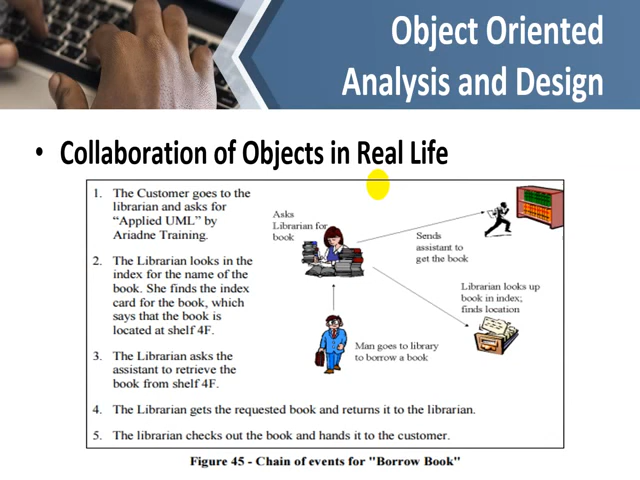 Object Oriented
Analysis and Design
• Collaboration of Objects in Real Life
1. The Customer goes to the
librarian and asks for
“Applied UML” by
Ariadne Training.
2. The Librarian looks in the
index for the name of the
book. She finds the index
card for the book, which
says that the book is
located at shelf 4F.
3. The Librarian asks the
assistant to retrieve the
book from shelf 4F.
4. The Librarian gets the requested book and returns it to the librarian.
5. The librarian checks out the book and hands it to the customer.
Asks
Librarian for
book
Sends
assistant to
get the book
Librarian looks up
book in index;
finds location
Man goes to library
to borrow a book
Figure 45 - Chain of events for "Borrow Book"